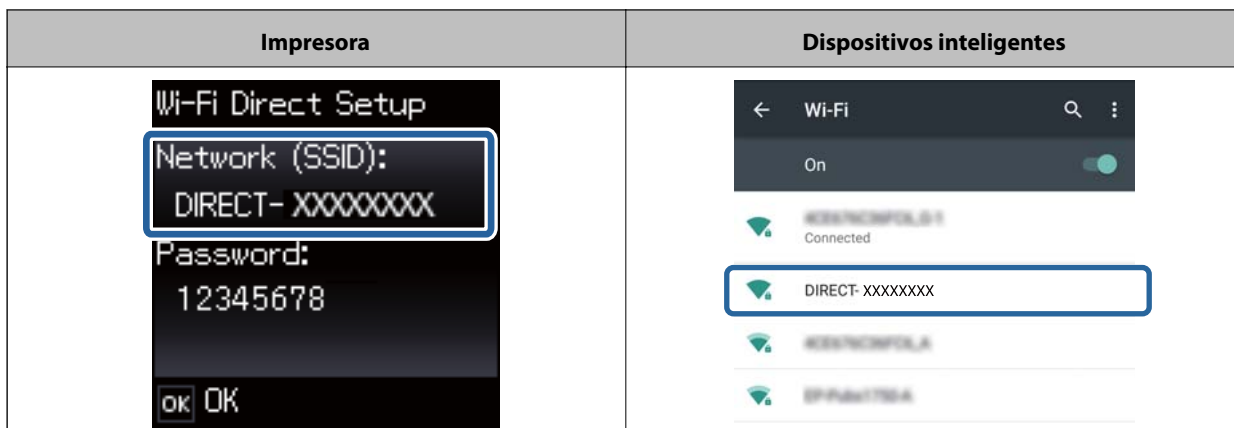 Impresora
Dispositivos inteligentes
Wi-Fi Direct Setup
Network (SSID):
DIRECT- XXXXXXXX
Password:
12345678
OK OK
Wi-Fi
On
Connected
DIRECT- XXXXXXXX